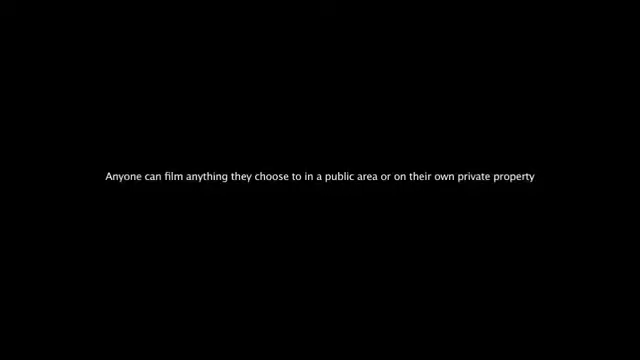 Anyone can film anything they choose to in a public area or on their own private property